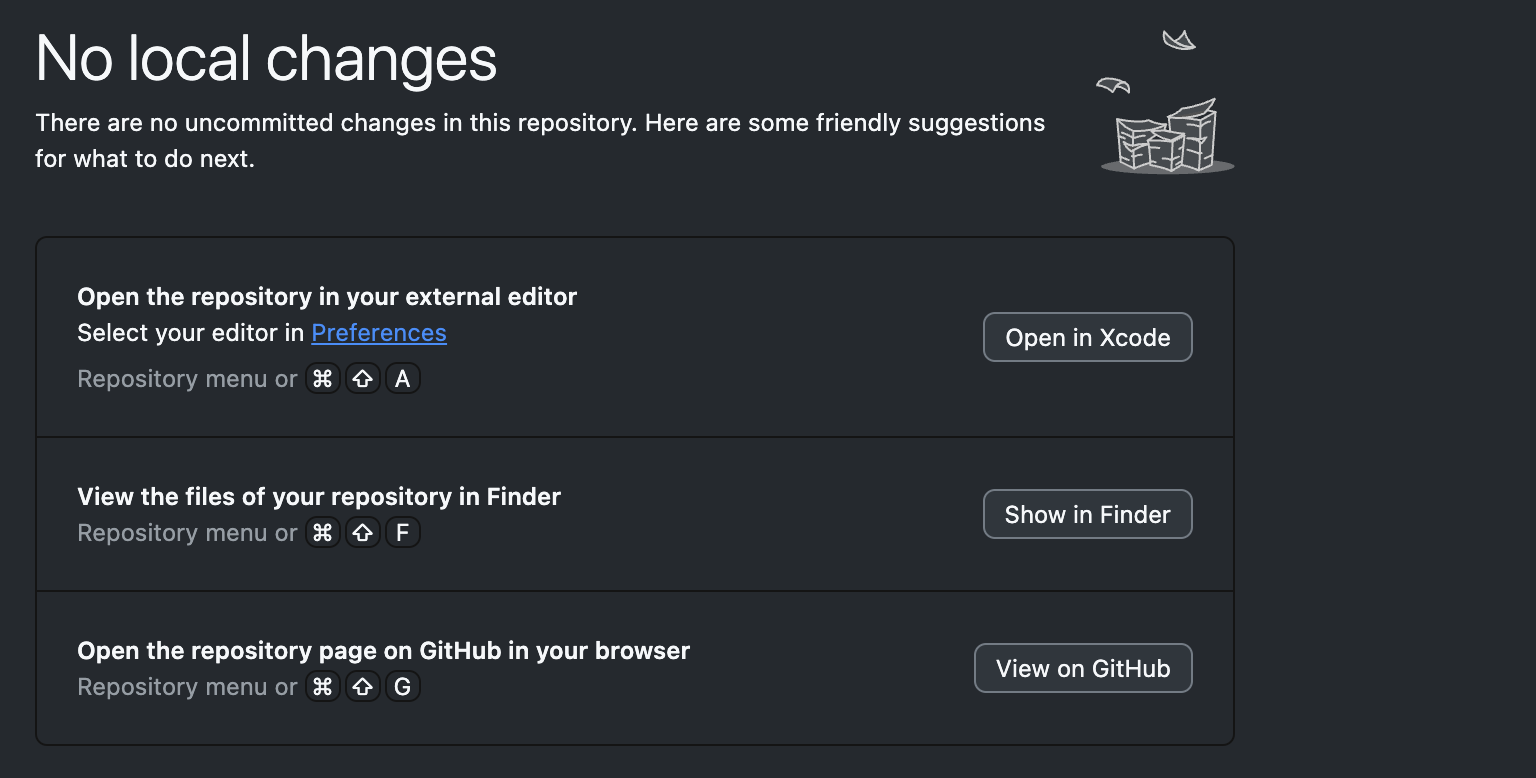 No local changes
There are no uncommitted changes in this repository. Here are some friendly suggestions
for what to do next.
Open the repository in your external editor
Select your editor in Preferences
Open in Xcode
Repository menu or ⌘ ⇧ A
View the files of your repository in Finder
Show in Finder
Repository menu or ⌘ ⇧ F
Open the repository page on GitHub in your browser
View on GitHub
Repository menu or ⌘ ⇧ G